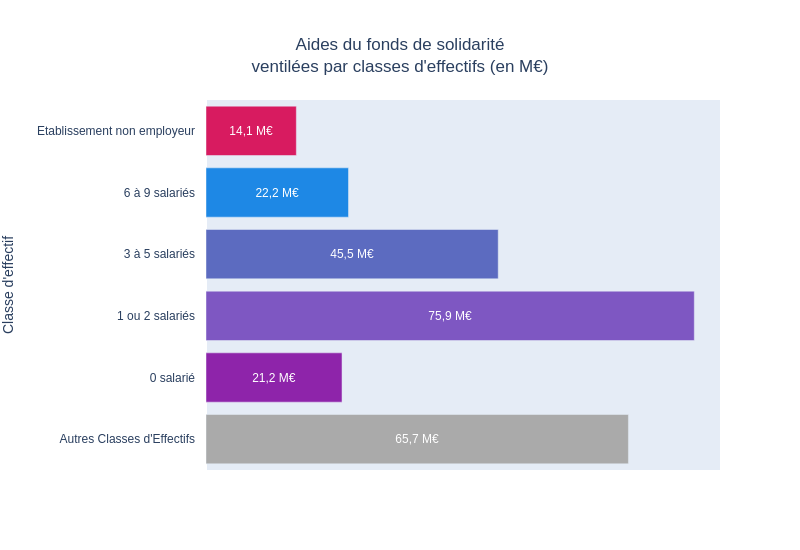 Aides du fonds de solidarité
ventilées par classes d'effectifs (en M€)
Classe d'effectif
Etablissement non employeur
14,1 M€
6 à 9 salariés
22,2 M€
3 à 5 salariés
45,5 M€
1 ou 2 salariés
75,9 M€
0 salarié
21,2 M€
Autres Classes d'Effectifs
65,7 M€